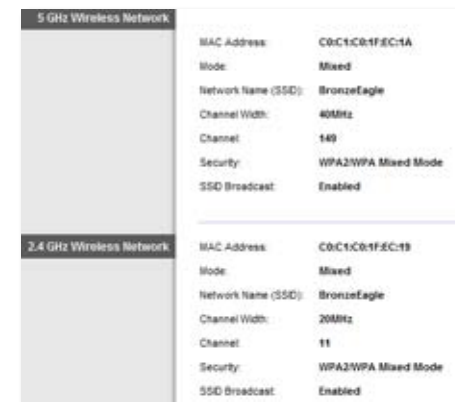 5 GHz Wireless Network
MAC Address: C0:C1:C0:1F:EC:1A
Mode: Mixed
Network Name (SSID): BronzeEagle
Channel Width: 40MHz
Channel: 149
Security: WPA2/WPA Mixed Mode
SSID Broadcast: Enabled
2.4 GHz Wireless Network
MAC Address: C0:C1:C0:1F:EC:19
Mode: Mixed
Network Name (SSID): BronzeEagle
Channel Width: 20MHz
Channel: 11
Security: WPA2/WPA Mixed Mode
SSID Broadcast: Enabled